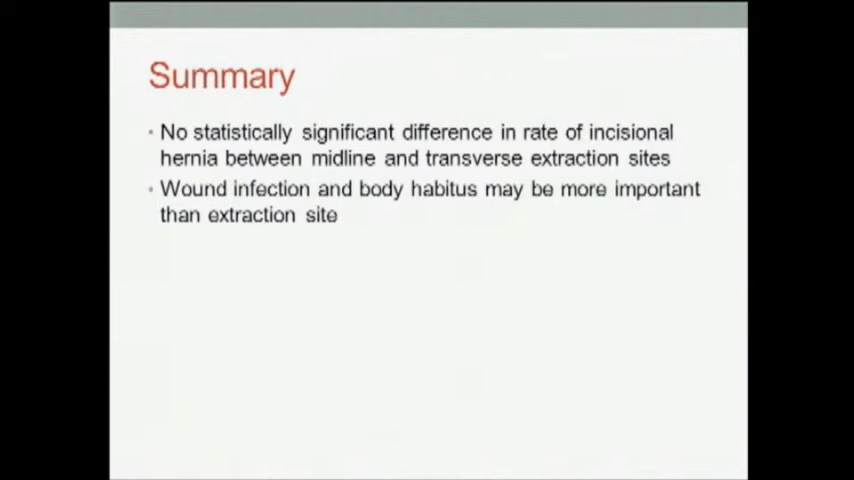 Summary
• No statistically significant difference in rate of incisional
hernia between midline and transverse extraction sites
• Wound infection and body habitus may be more important
than extraction site